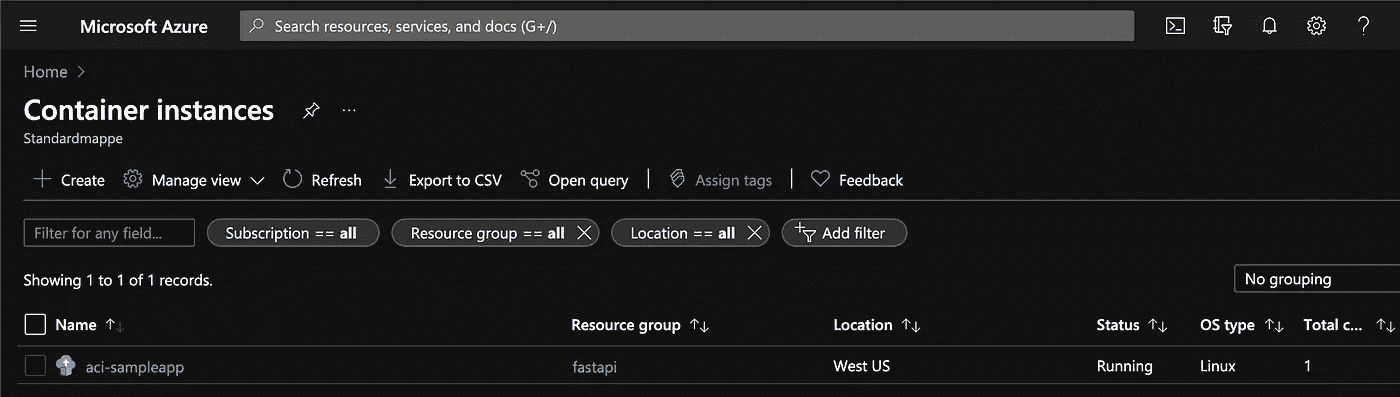 Microsoft Azure Search resources, services, and docs (G+/)
Home
Container instances
Standardmappe
Create Manage view Refresh Export to CSV Open query Assign tags Feedback
Filter for any field... Subscription == all Resource group == all Location == all Add filter
Showing 1 to 1 of 1 records.
No grouping
Name Resource group Location Status OS type Total c...
aci-sampleapp fastapi West US Running Linux 1